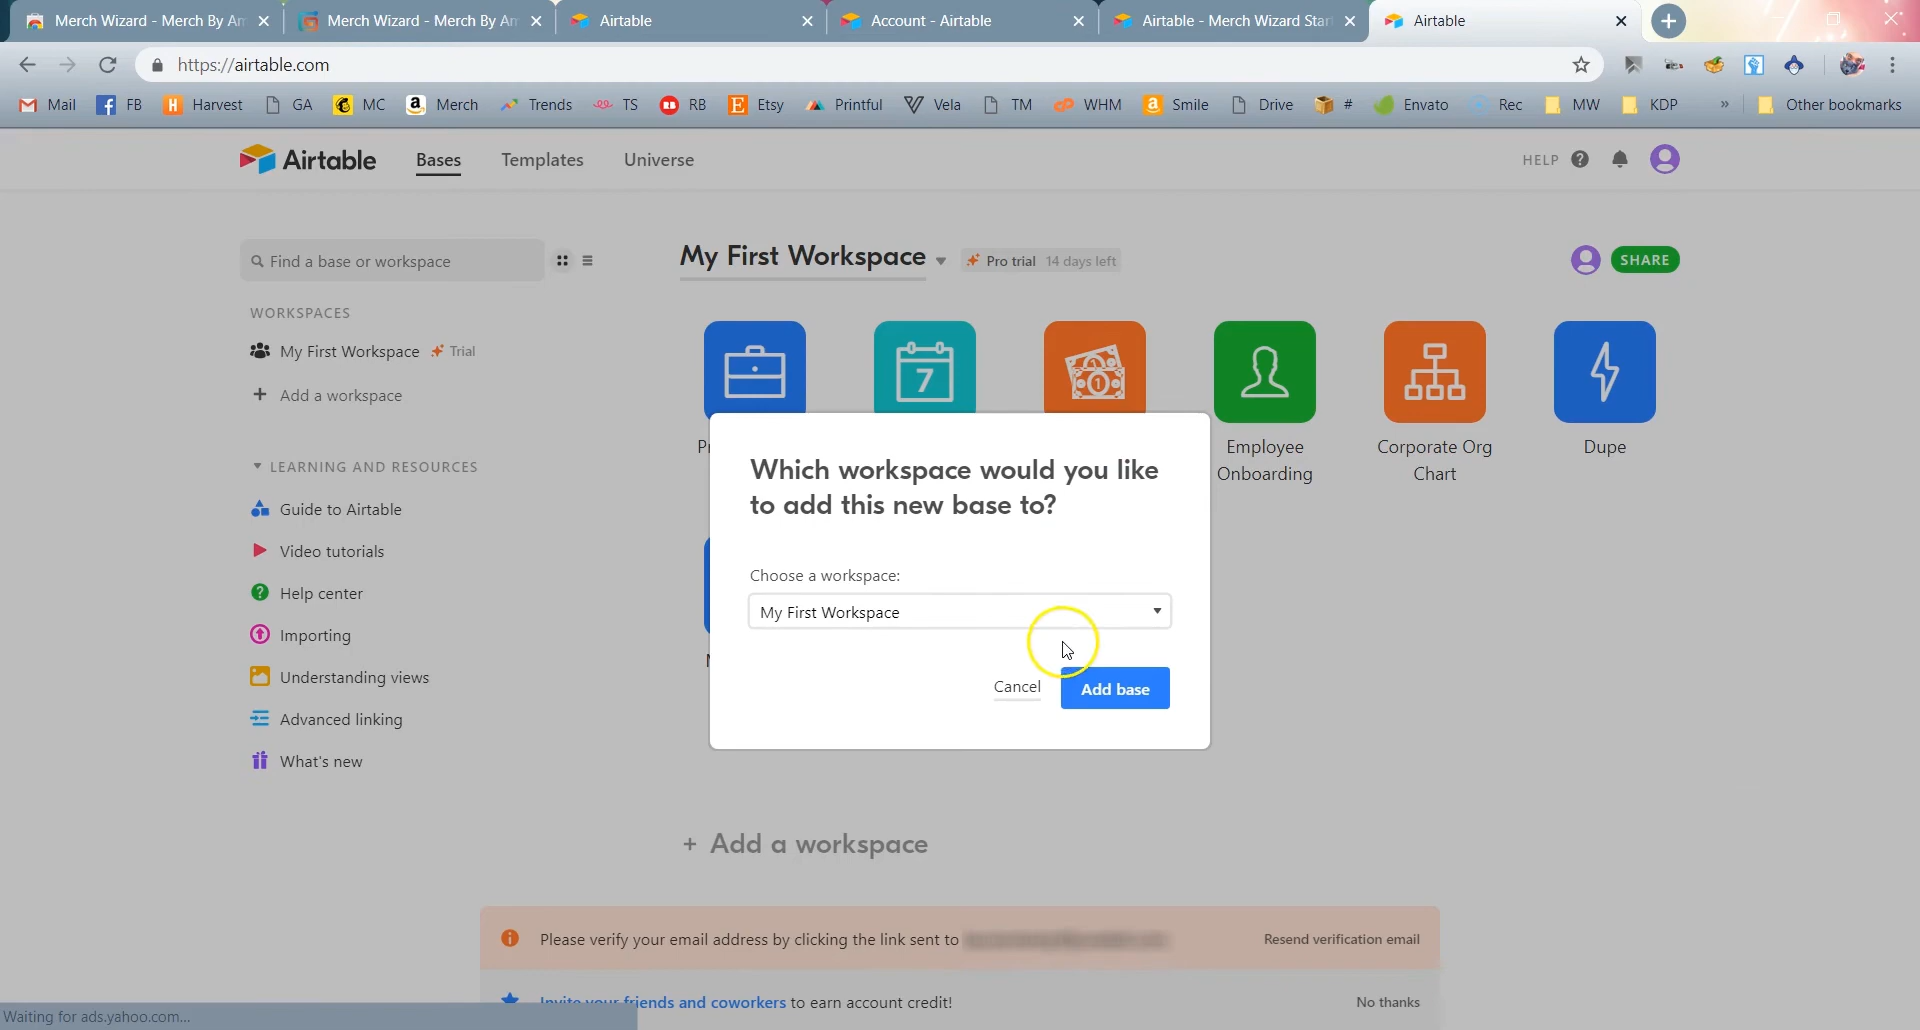 Merch Wizard - Merch By Am
Merch Wizard - Merch By Am
Airtable
Account - Airtable
Airtable - Merch Wizard Star
Airtable
https://airtable.com
Mail
FB
Harvest
GA
MC
Merch
Trends
TS
RB
Etsy
Printful
Vela
TM
WHM
Smile
Drive
#
Envato
Rec
MW
KDP
»
Other bookmarks
Airtable
Bases
Templates
Universe
HELP
Find a base or workspace
My First Workspace
Pro trial 14 days left
SHARE
WORKSPACES
My First Workspace
Trial
+ Add a workspace
LEARNING AND RESOURCES
Guide to Airtable
Video tutorials
Help center
Importing
Understanding views
Advanced linking
What's new
7
Employee
Onboarding
Corporate Org
Chart
Dupe
Which workspace would you like
to add this new base to?
Choose a workspace:
My First Workspace
Cancel
Add base
+ Add a workspace
Please verify your email address by clicking the link sent to
Resend verification email
Invite your friends and coworkers to earn account credit!
No thanks
Waiting for ads.yahoo.com...